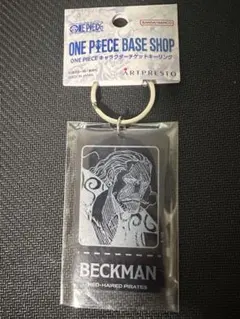 ONE PIECE
ONE PIECE BASE SHOP
ONE PIECE キャラクターチケットキーリング
ARTPRESTO
BECKMAN
RED-HAIRED PIRATES